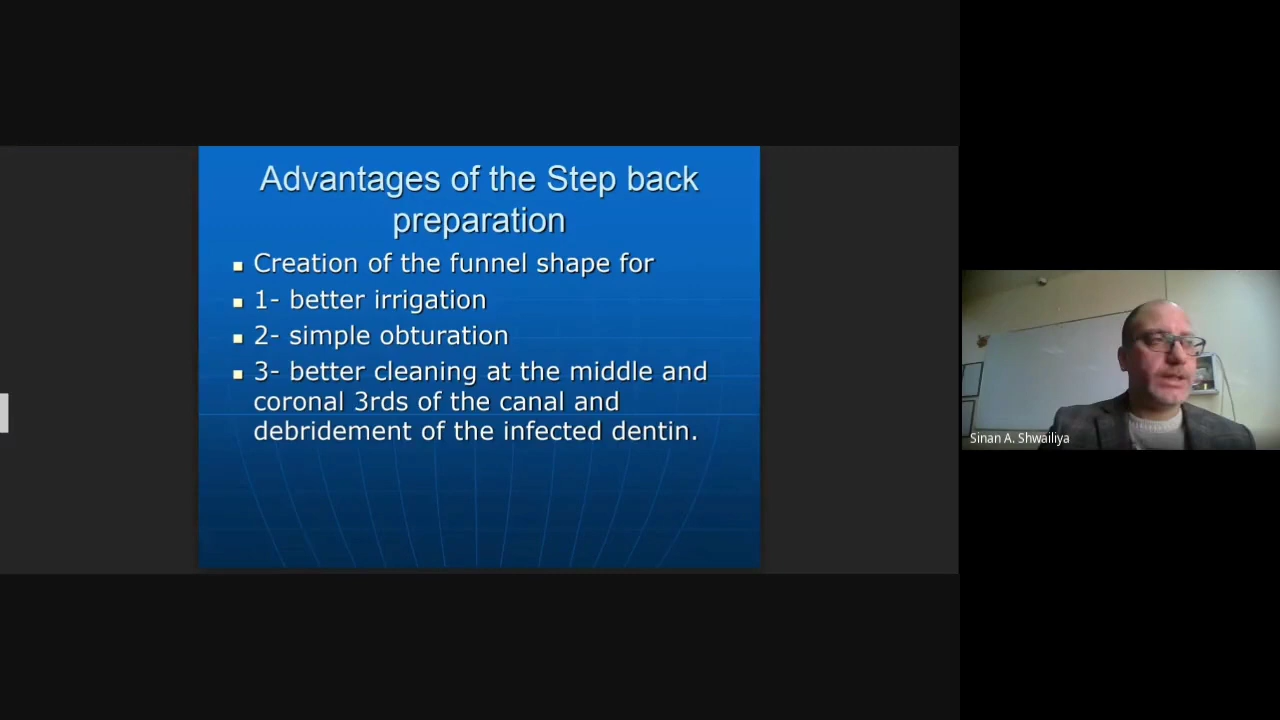 Advantages of the Step back
preparation
Creation of the funnel shape for
1- better irrigation
2- simple obturation
3- better cleaning at the middle and
coronal 3rds of the canal and
debridement of the infected dentin.
Sinan A. Shwailiya